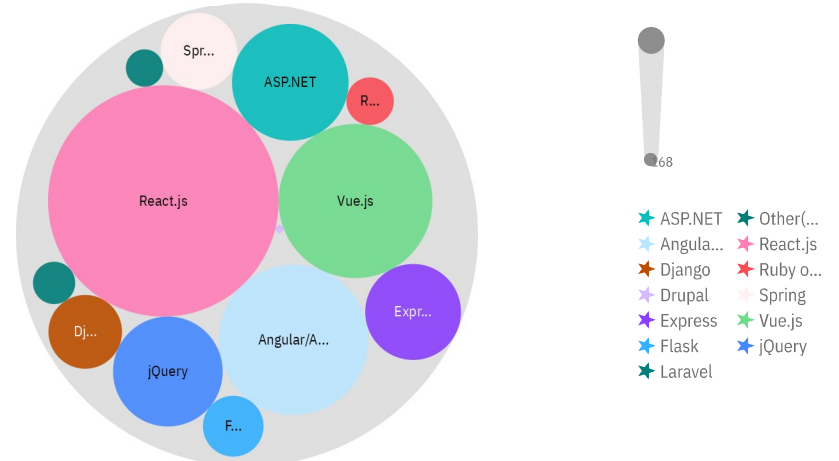 Spr...
ASP.NET
R...
React.js
Vue.js
Expr...
Dj...
Angular/A...
jQuery
F...
168
ASP.NET
Other(...
Angula...
React.js
Django
Ruby o...
Drupal
Spring
Express
Vue.js
Flask
jQuery
Laravel